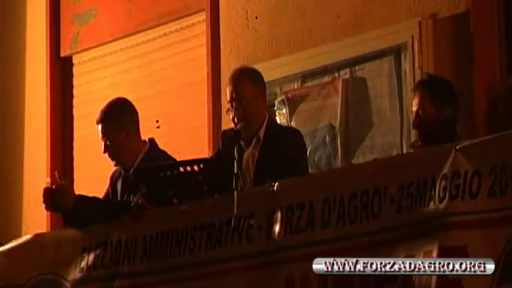 ELEZIONI AMMINISTRATIVE - FORZA D'AGRO' - 25 MAGGIO 20
WWW.FORZADAGRO.ORG